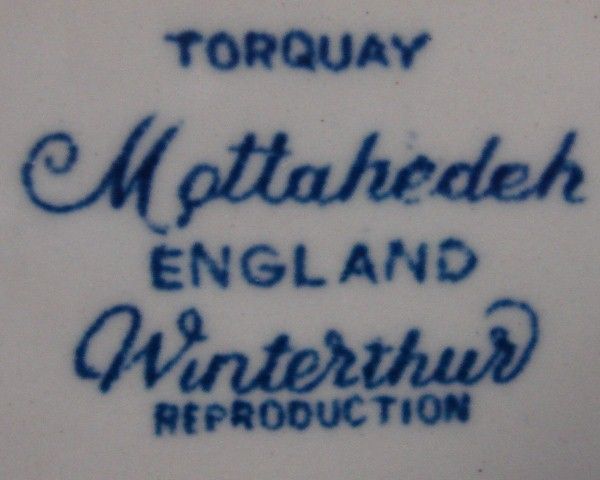 TORQUAY
Mottahedeh
ENGLAND
Winterthur
REPRODUCTION